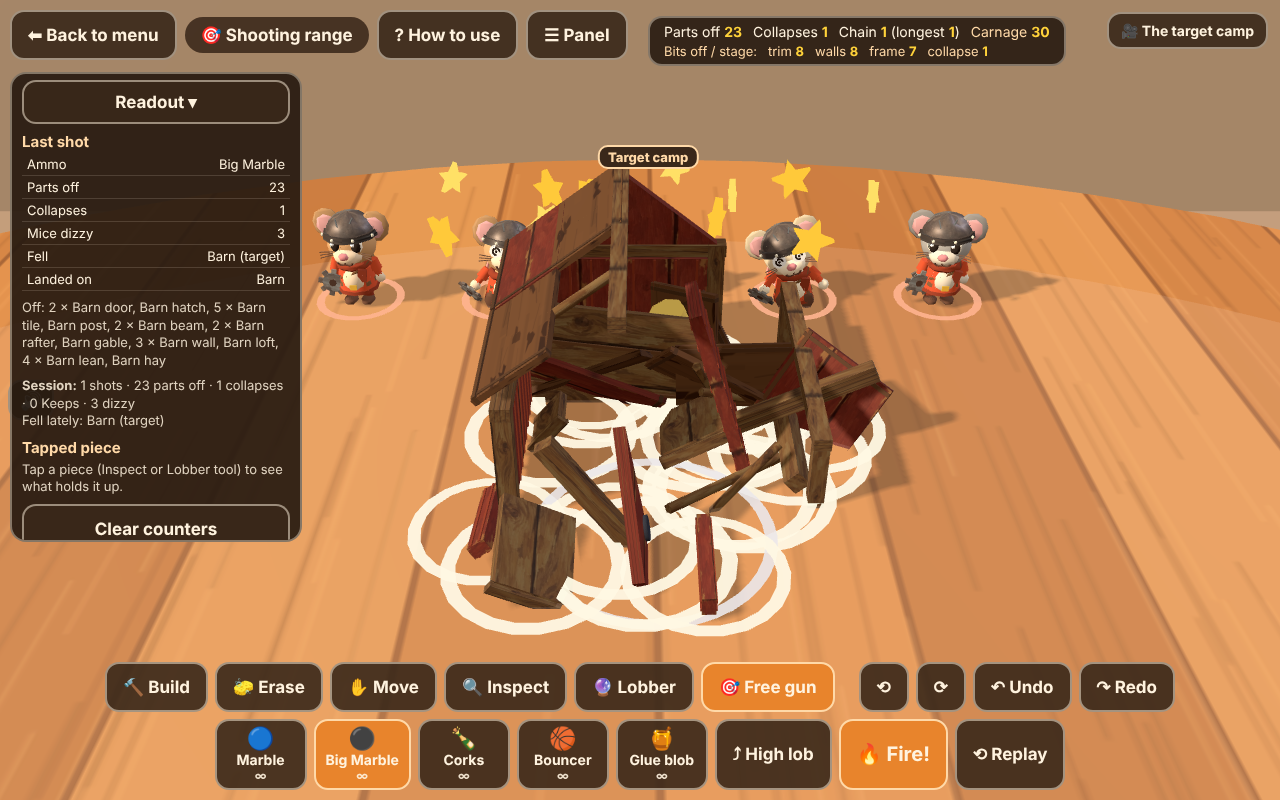 ⬅ Back to menu
🎯 Shooting range
? How to use
☰ Panel
Parts off 23 Collapses 1 Chain 1 (longest 1) Carnage 30
Bits off / stage: trim 8 walls 8 frame 7 collapse 1
🎥 The target camp
Readout ▾
Last shot
Ammo Big Marble
Parts off 23
Collapses 1
Mice dizzy 3
Fell Barn (target)
Landed on Barn
Off: 2 × Barn door, Barn hatch, 5 × Barn
tile, Barn post, 2 × Barn beam, 2 × Barn
rafter, Barn gable, 3 × Barn wall, Barn loft,
4 × Barn lean, Barn hay
Session: 1 shots · 23 parts off · 1 collapses
· 0 Keeps · 3 dizzy
Fell lately: Barn (target)
Tapped piece
Tap a piece (Inspect or Lobber tool) to see
what holds it up.
Clear counters
Target camp
🔨 Build
🧽 Erase
✋ Move
🔍 Inspect
🔮 Lobber
🎯 Free gun
⟲
⟳
↶ Undo
↷ Redo
Marble
∞
Big Marble
∞
Corks
∞
Bouncer
∞
Glue blob
∞
⤴ High lob
🔥 Fire!
⟲ Replay